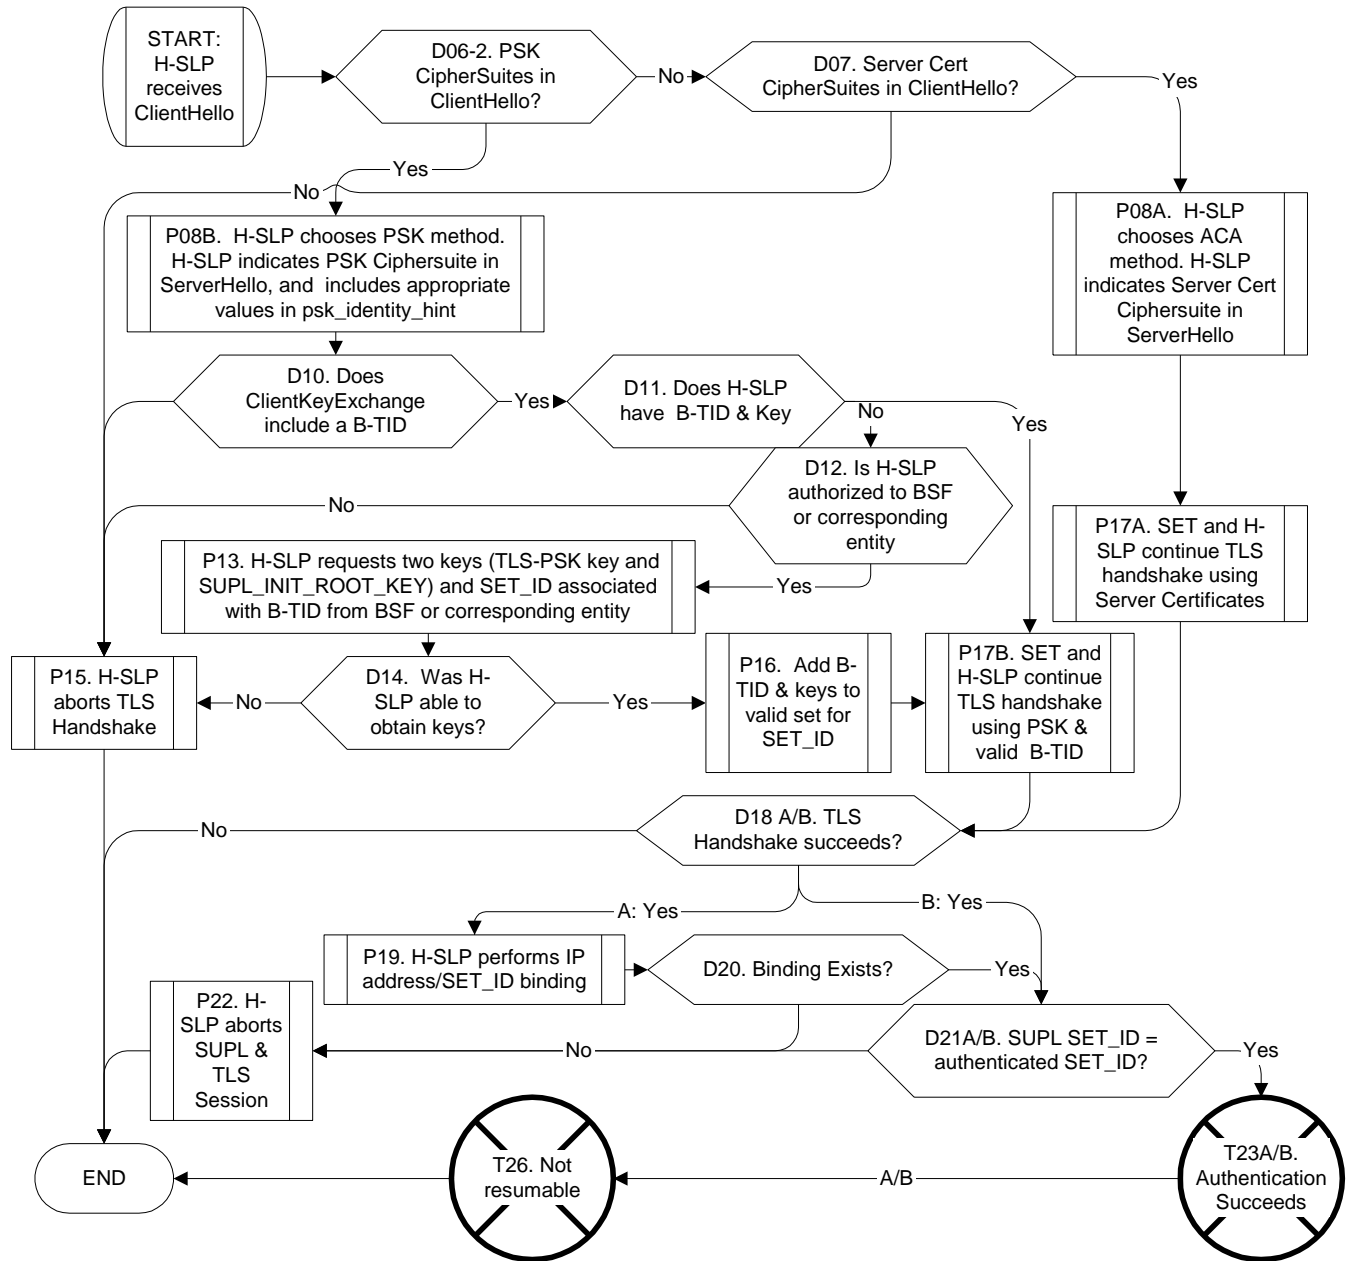 START:
H-SLP
receives
ClientHello
D06-2. PSK
CipherSuites in
ClientHello?
No
D07. Server Cert
CipherSuites in ClientHello?
Yes
Yes
No
P08B. H-SLP chooses PSK method.
H-SLP indicates PSK Ciphersuite in
ServerHello, and includes appropriate
values in psk_identity_hint
P08A. H-SLP
chooses ACA
method. H-SLP
indicates Server Cert
Ciphersuite in
ServerHello
D10. Does
ClientKeyExchange
include a B-TID
Yes
D11. Does H-SLP
have B-TID & Key
No
Yes
D12. Is H-SLP
authorized to BSF
or corresponding
entity
No
P17A. SET and H-
SLP continue TLS
handshake using
Server Certificates
P13. H-SLP requests two keys (TLS-PSK key and
SUPL_INIT_ROOT_KEY) and SET_ID associated
with B-TID from BSF or corresponding entity
Yes
P15. H-SLP
aborts TLS
Handshake
No
D14. Was H-
SLP able to
obtain keys?
Yes
P16. Add B-
TID & keys to
valid set for
SET_ID
P17B. SET and
H-SLP continue
TLS handshake
using PSK &
valid B-TID
No
D18 A/B. TLS
Handshake succeeds?
A: Yes
B: Yes
P19. H-SLP performs IP
address/SET_ID binding
D20. Binding Exists?
Yes
P22. H-
SLP aborts
SUPL &
TLS
Session
No
D21A/B. SUPL SET_ID =
authenticated SET_ID?
Yes
END
T26. Not
resumable
A/B
T23A/B.
Authentication
Succeeds